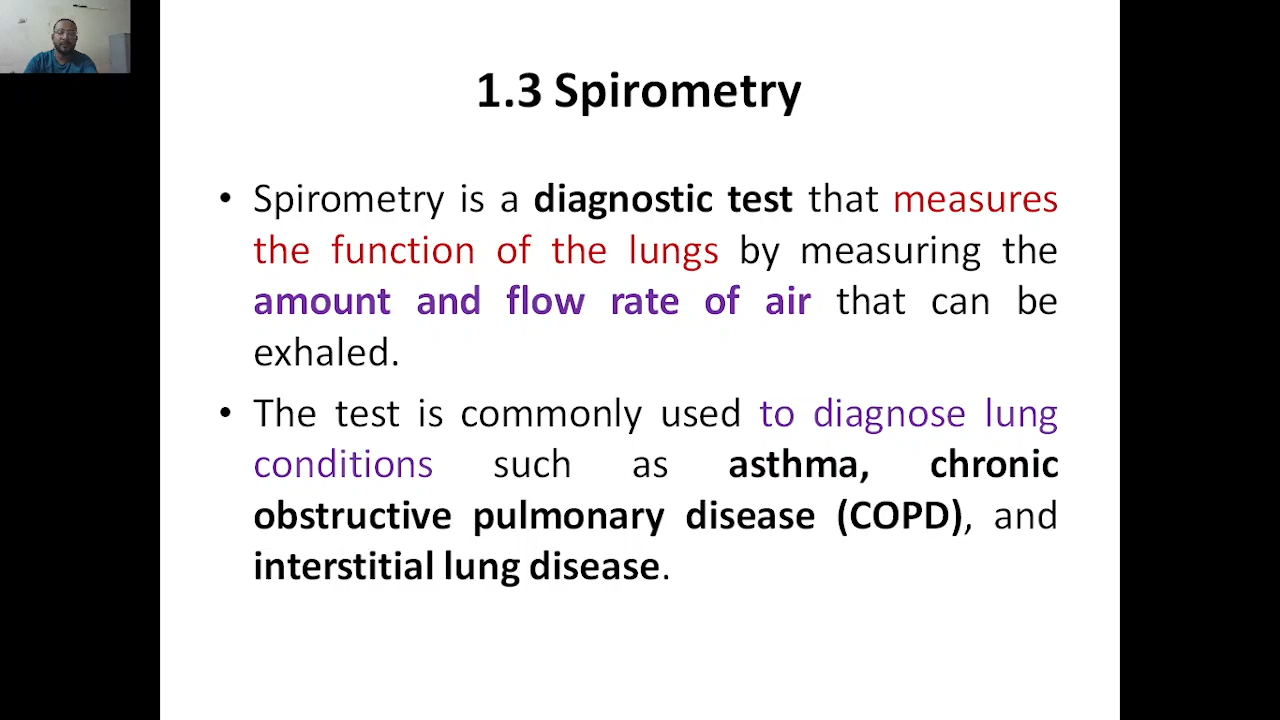 1.3 Spirometry
• Spirometry is a diagnostic test that measures
the function of the lungs by measuring the
amount and flow rate of air that can be
exhaled.
• The test is commonly used to diagnose lung
conditions such as asthma, chronic
obstructive pulmonary disease (COPD), and
interstitial lung disease.